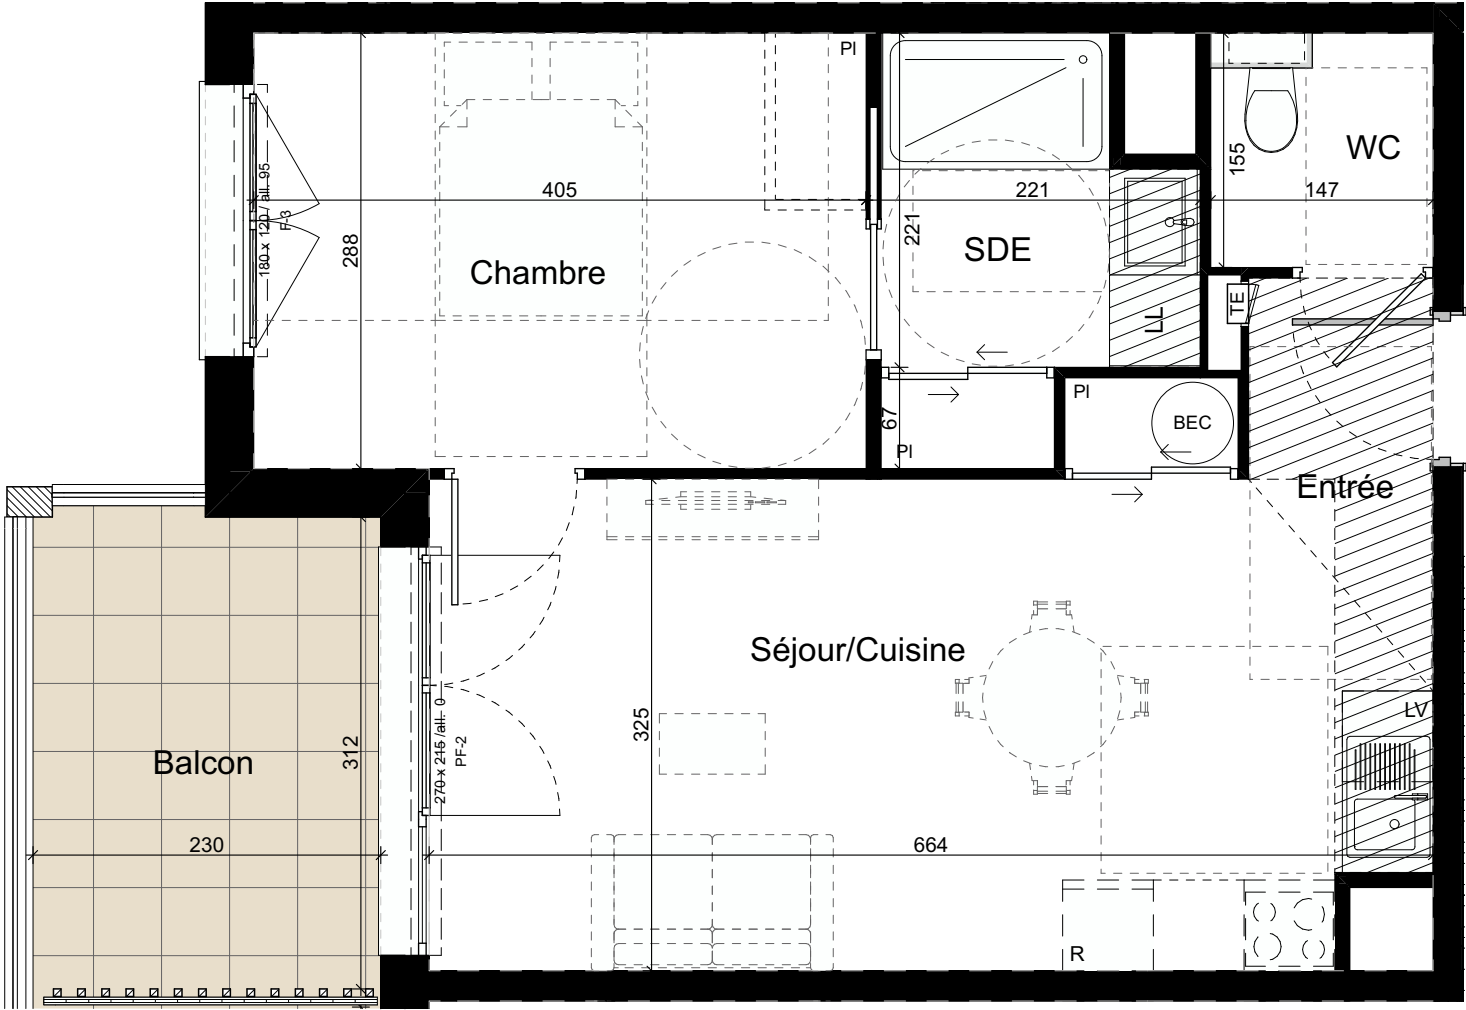 Pl
WC
155
405
221
147
180 x 120 / all. 95
F-3
288
221
SDE
Chambre
TE
LL
Pl
67
BEC
Pl
Entrée
Séjour/Cuisine
325
270 x 215 /all. 0
PF-2
312
Balcon
LV
230
664
R